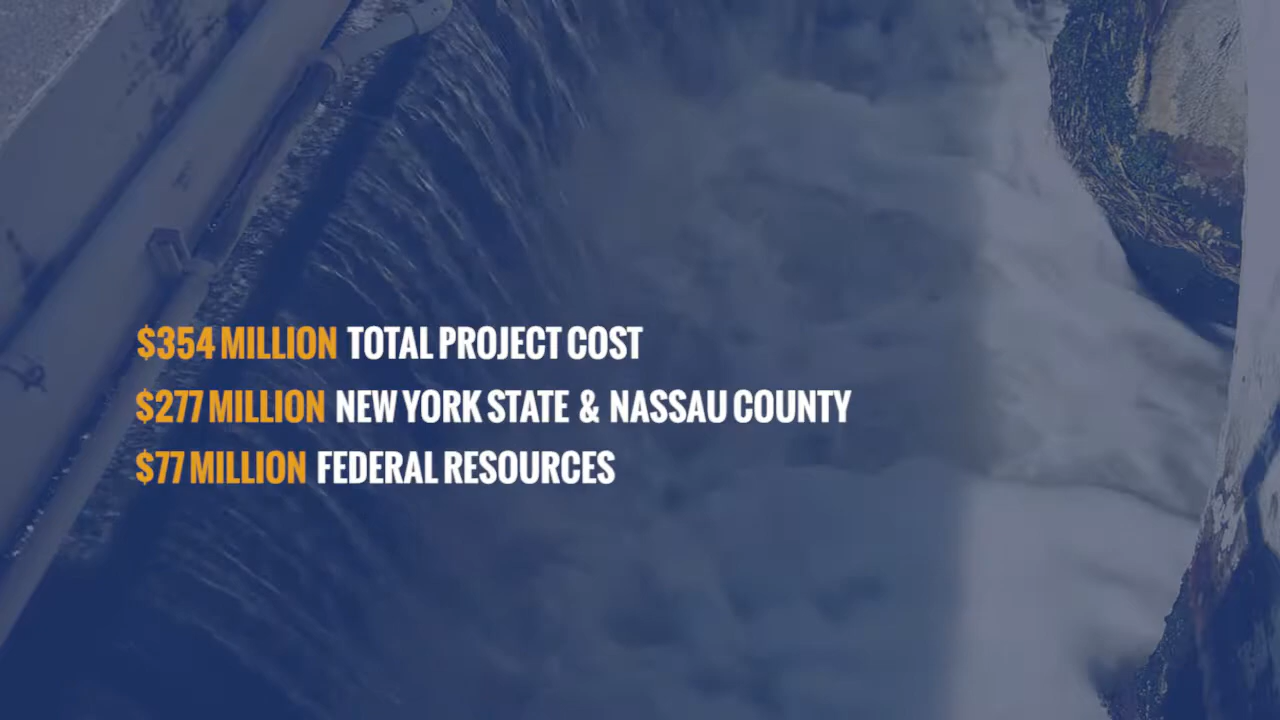 $354 MILLION TOTAL PROJECT COST
$277 MILLION NEW YORK STATE & NASSAU COUNTY
$77 MILLION FEDERAL RESOURCES